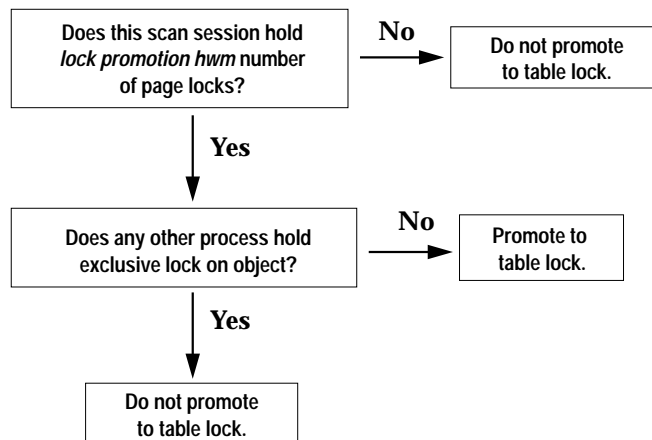 Does this scan session hold
lock promotion hwm number
of page locks?
No
Do not promote
to table lock.
Yes
Does any other process hold
exclusive lock on object?
No
Promote to
table lock.
Yes
Do not promote
to table lock.